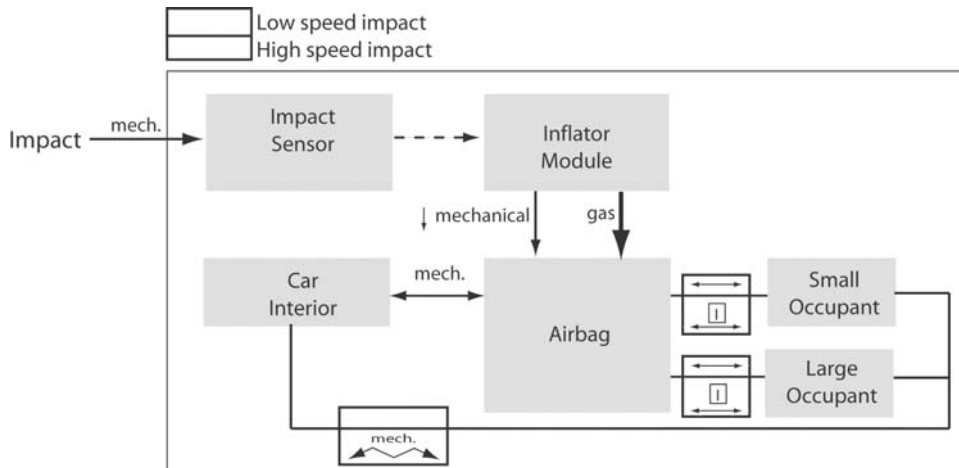 Low speed impact
High speed impact
Impact
mech.
Impact
Sensor
Inflator
Module
↓ mechanical
gas
Car
Interior
mech.
Airbag
I
Small
Occupant
I
Large
Occupant
mech.